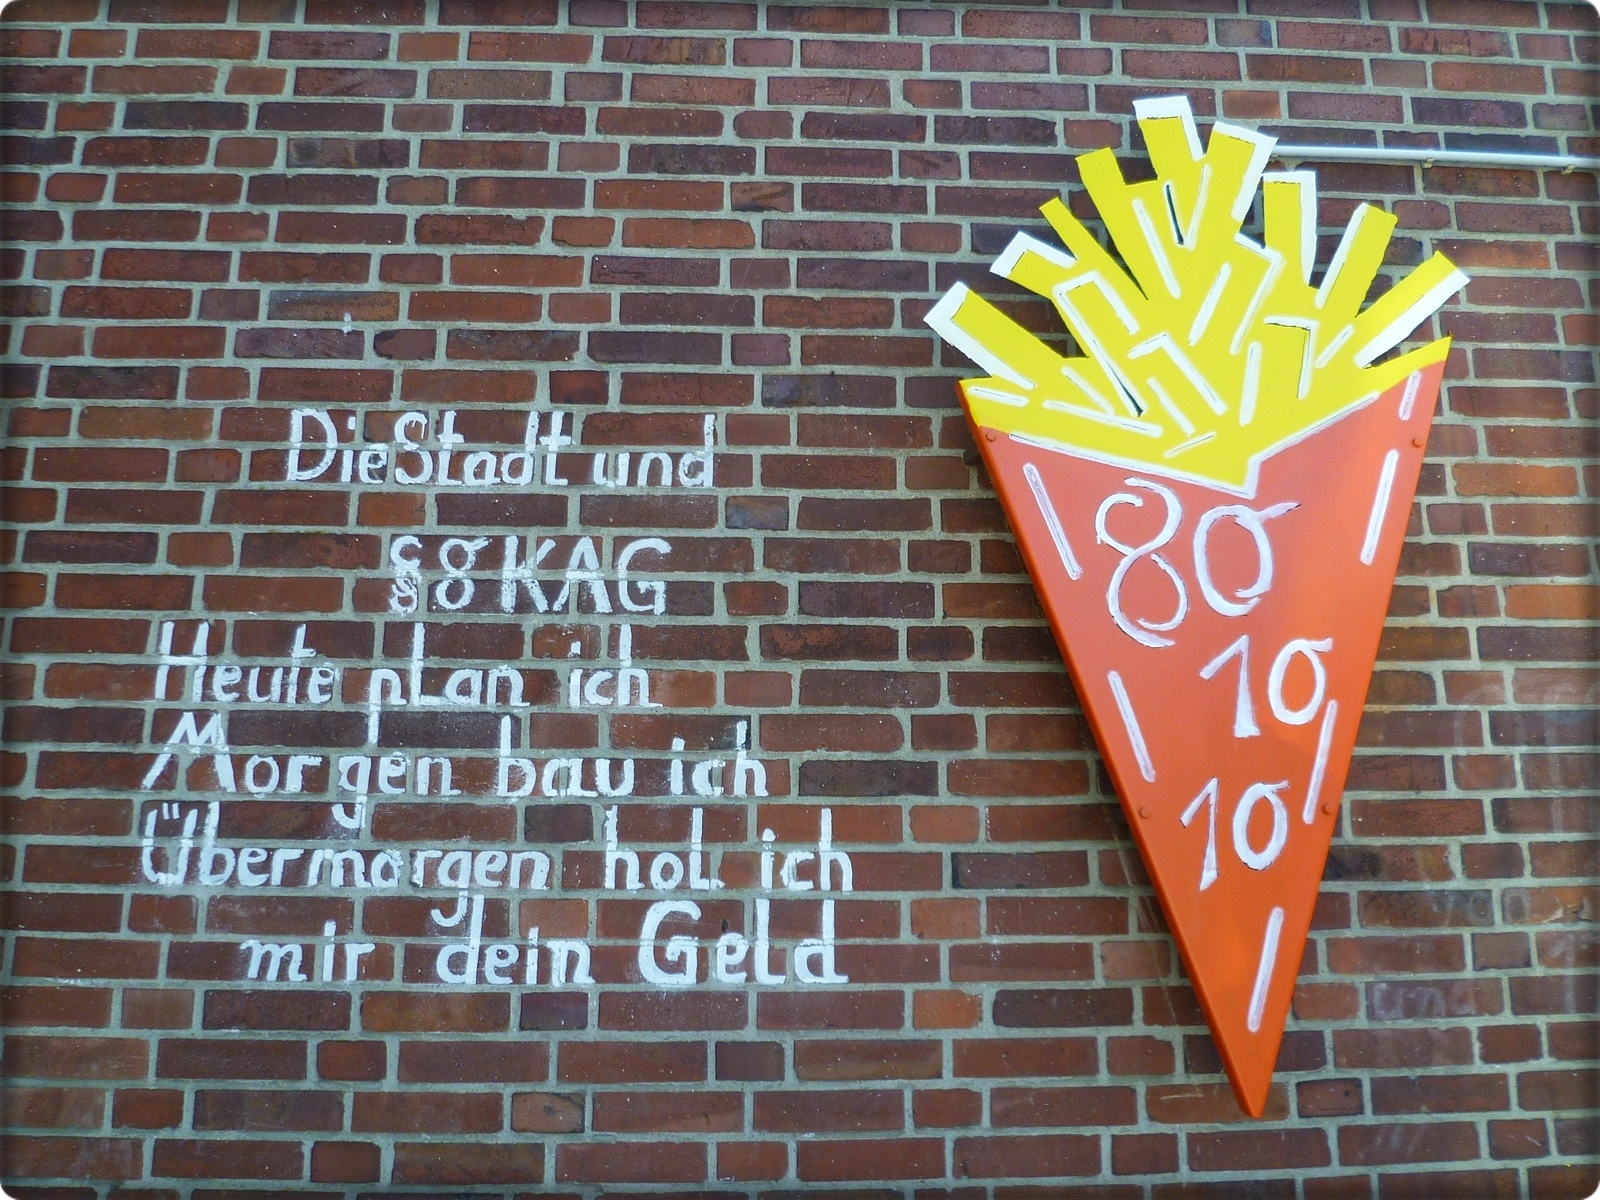 Die Stadt und
§8 KAG
Heute plan ich
Morgen bau ich
Übermorgen hol ich
mir dein Geld
80
10
10